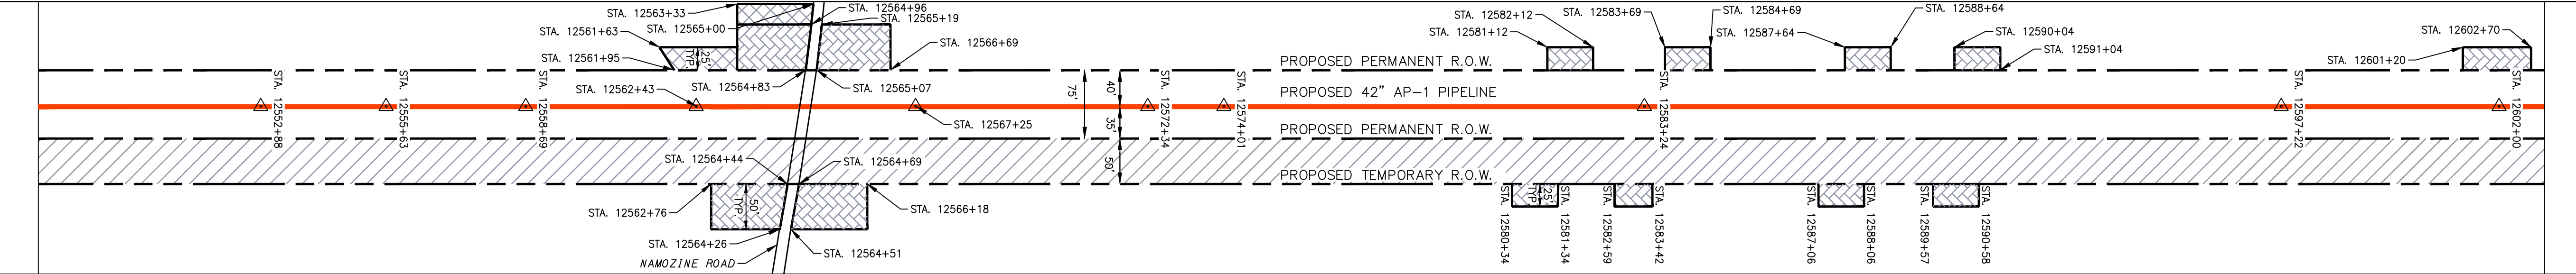 STA. 12563+33
STA. 12565+00
STA. 12561+63
STA. 12561+95
25' TYP.
STA. 12564+96
STA. 12565+19
STA. 12566+69
STA. 12582+12
STA. 12581+12
STA. 12583+69
STA. 12584+69
STA. 12587+64
STA. 12588+64
STA. 12590+04
STA. 12591+04
STA. 12602+70
STA. 12601+20
PROPOSED PERMANENT R.O.W.
STA. 12562+43
STA. 12564+83
STA. 12565+07
STA. 12567+25
STA. 12552+88
STA. 12555+63
STA. 12558+69
75'
40'
35'
50'
STA. 12572+34
STA. 12574+01
PROPOSED 42" AP-1 PIPELINE
PROPOSED PERMANENT R.O.W.
STA. 12583+24
STA. 12597+22
STA. 12602+00
STA. 12564+44
STA. 12564+69
PROPOSED TEMPORARY R.O.W.
STA. 12562+76
50' TYP.
STA. 12566+18
STA. 12564+26
STA. 12564+51
NAMOZINE ROAD
STA. 12580+34
25' TYP.
STA. 12581+34
STA. 12582+59
STA. 12583+42
STA. 12587+06
STA. 12588+06
STA. 12589+57
STA. 12590+58